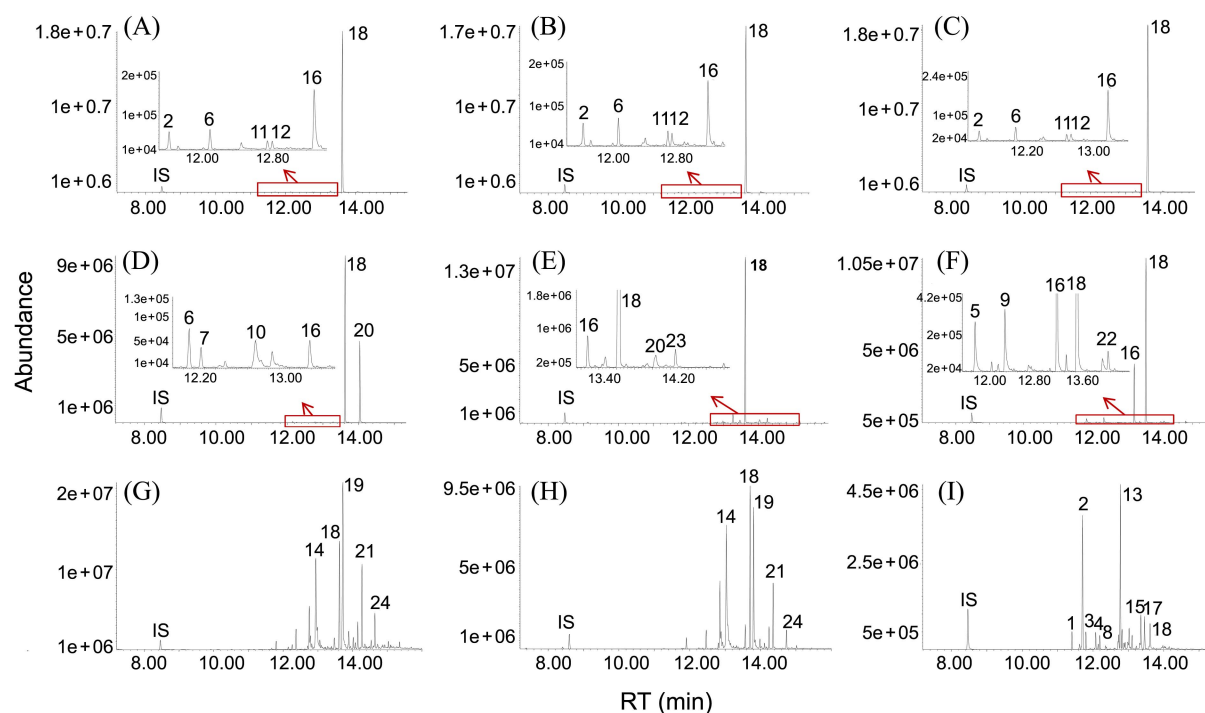 (A)
1.8e+0.7
1e+0.7
1e+0.6
18
IS
2e+05
1e+05
1e+04
2
6
11
12
16
12.00
12.80
8.00 10.00 12.00 14.00
(B)
1.7e+0.7
1e+0.7
1e+0.6
18
IS
2e+05
1e+05
1e+04
2
6
11
12
16
12.00
12.80
8.00 10.00 12.00 14.00
(C)
1.8e+0.7
1e+0.7
1e+0.6
18
IS
2.4e+05
1e+05
2e+04
2
6
11
12
16
12.20
13.00
8.00 10.00 12.00 14.00
Abundance
(D)
9e+06
5e+06
1e+06
18
20
IS
1.3e+05
1e+05
5e+04
1e+04
6
7
10
16
12.20
13.00
8.00 10.00 12.00 14.00
(E)
1.3e+07
7e+06
1e+06
18
IS
1.8e+06
1e+06
2e+05
16
18
20
23
13.40
14.20
8.00 10.00 12.00 14.00
(F)
1.05e+07
5e+06
5e+05
18
16
IS
4.2e+05
2e+05
2e+04
5
9
16
18
22
12.00
12.80
13.60
8.00 10.00 12.00 14.00
(G)
2e+07
1e+07
1e+06
IS
14
18
19
21
24
8.00 10.00 12.00 14.00
(H)
9.5e+06
5e+06
1e+06
IS
14
18
19
21
24
8.00 10.00 12.00 14.00
(I)
4.5e+06
2.5e+06
5e+05
IS
1
2
3
4
8
13
15
17
18
8.00 10.00 12.00 14.00
RT (min)